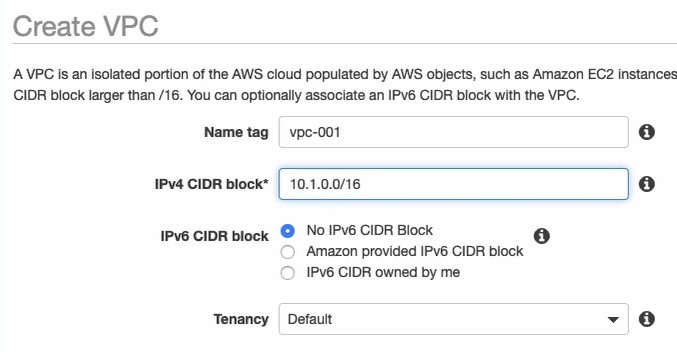 Create VPC
A VPC is an isolated portion of the AWS cloud populated by AWS objects, such as Amazon EC2 instances
CIDR block larger than /16. You can optionally associate an IPv6 CIDR block with the VPC.
Name tag vpc-001
IPv4 CIDR block* 10.1.0.0/16
IPv6 CIDR block No IPv6 CIDR Block
Amazon provided IPv6 CIDR block
IPv6 CIDR owned by me
Tenancy Default